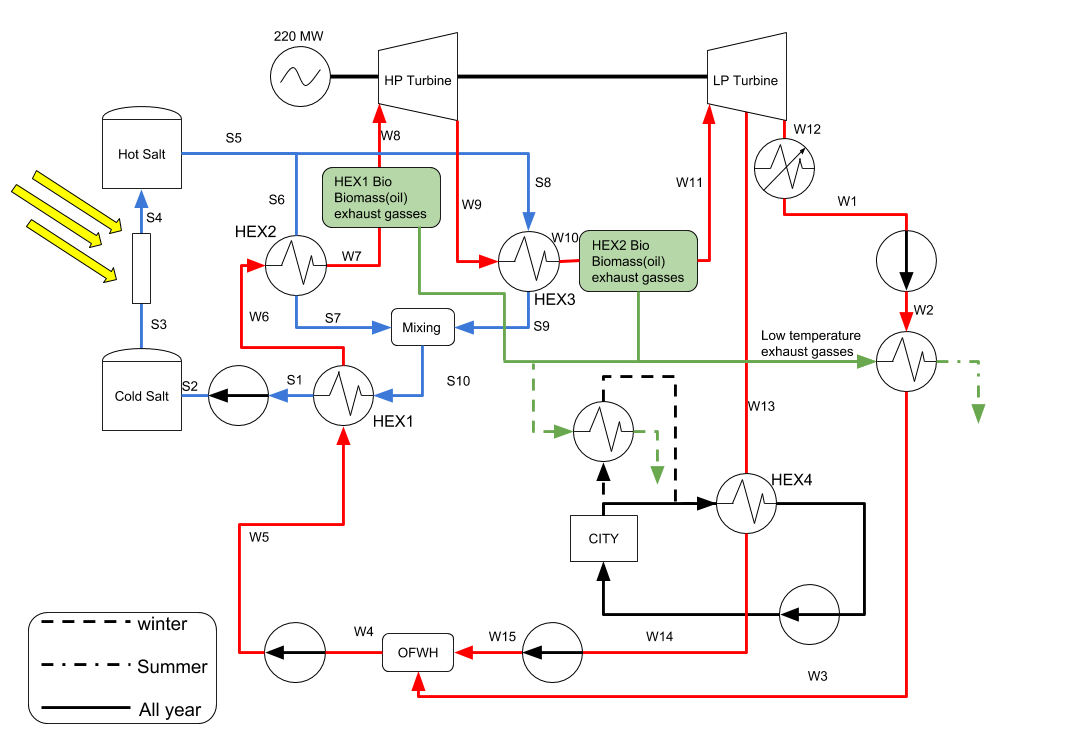 220 MW
HP Turbine
LP Turbine
W12
W8
S5
Hot Salt
HEX1 Bio
Biomass(oil)
exhaust gasses
S8
W11
S6
W9
W1
S4
HEX2
W10
HEX2 Bio
Biomass(oil)
exhaust gasses
W7
HEX3
W6
S7
Mixing
S9
W2
S3
Low temperature
exhaust gasses
S2
S1
S10
Cold Salt
HEX1
W13
HEX4
W5
CITY
winter
W4
OFWH
W15
W14
Summer
W3
All year